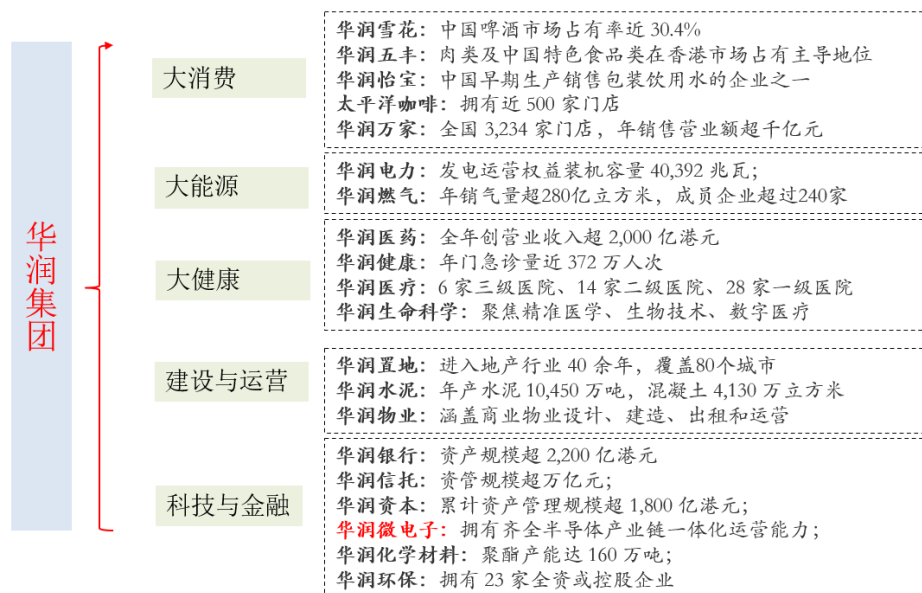 华润集团
大消费
华润雪花：中国啤酒市场占有率近 30.4%
华润五丰：肉类及中国特色食品类在香港市场占有主导地位
华润怡宝：中国早期生产销售包装饮用水的企业之一
太平洋咖啡：拥有近 500 家门店
华润万家：全国 3,234 家门店，年销售营业额超千亿元
大能源
华润电力：发电运营权益装机容量 40,392 兆瓦；
华润燃气：年销气量超280亿立方米，成员企业超过240家
大健康
华润医药：全年创营业收入超 2,000 亿港元
华润健康：年门急诊量近 372 万人次
华润医疗：6 家三级医院、14 家二级医院、28 家一级医院
华润生命科学：聚焦精准医学、生物技术、数字医疗
建设与运营
华润置地：进入地产行业 40 余年，覆盖80个城市
华润水泥：年产水泥 10,450 万吨，混凝土 4,130 万立方米
华润物业：涵盖商业物业设计、建造、出租和运营
科技与金融
华润银行：资产规模超 2,200 亿港元
华润信托：资管规模超万亿元；
华润资本：累计资产管理规模超 1,800 亿港元；
华润微电子：拥有齐全半导体产业链一体化运营能力；
华润化学材料：聚酯产能达 160 万吨；
华润环保：拥有 23 家全资或控股企业